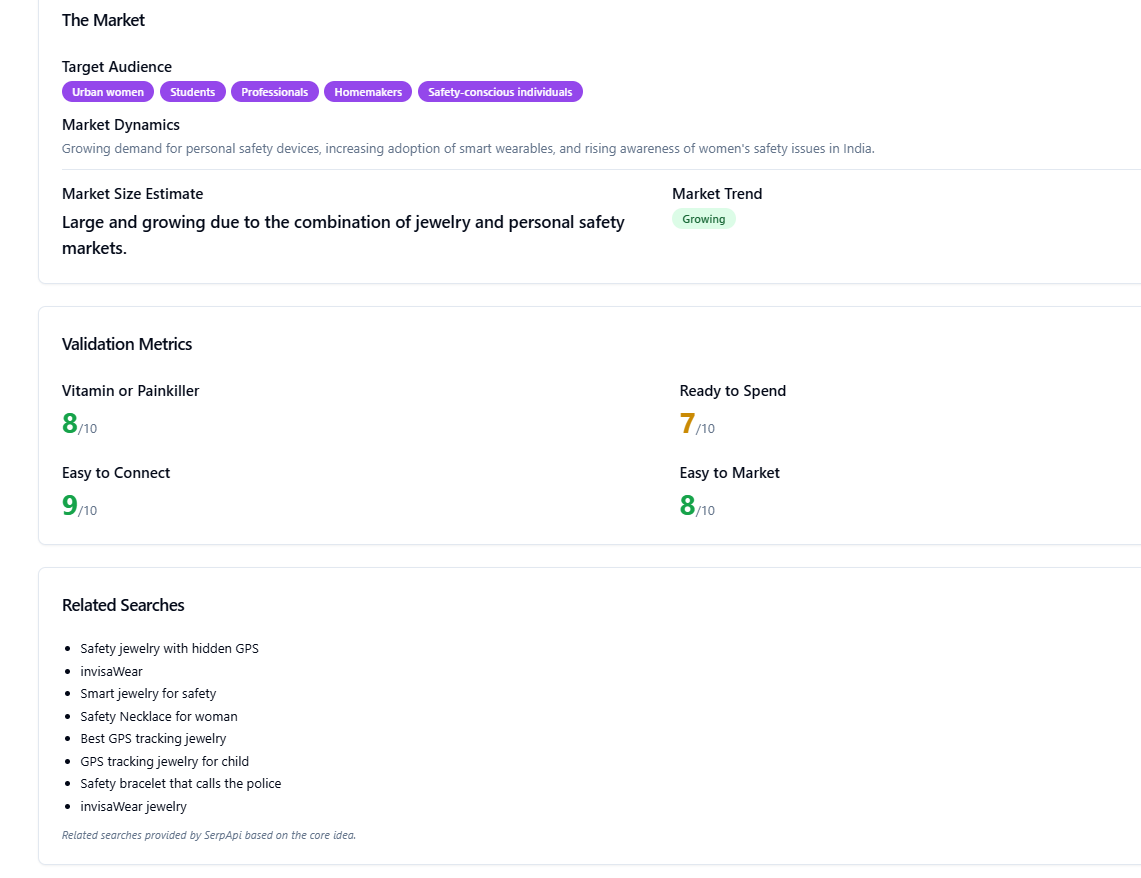 The Market
Target Audience
Urban women Students Professionals Homemakers Safety-conscious individuals
Market Dynamics
Growing demand for personal safety devices, increasing adoption of smart wearables, and rising awareness of women's safety issues in India.
Market Size Estimate
Large and growing due to the combination of jewelry and personal safety
markets.
Market Trend
Growing
Validation Metrics
Vitamin or Painkiller
8/10
Ready to Spend
7/10
Easy to Connect
9/10
Easy to Market
8/10
Related Searches
• Safety jewelry with hidden GPS
• invisaWear
• Smart jewelry for safety
• Safety Necklace for woman
• Best GPS tracking jewelry
• GPS tracking jewelry for child
• Safety bracelet that calls the police
• invisaWear jewelry
Related searches provided by SerpApi based on the core idea.